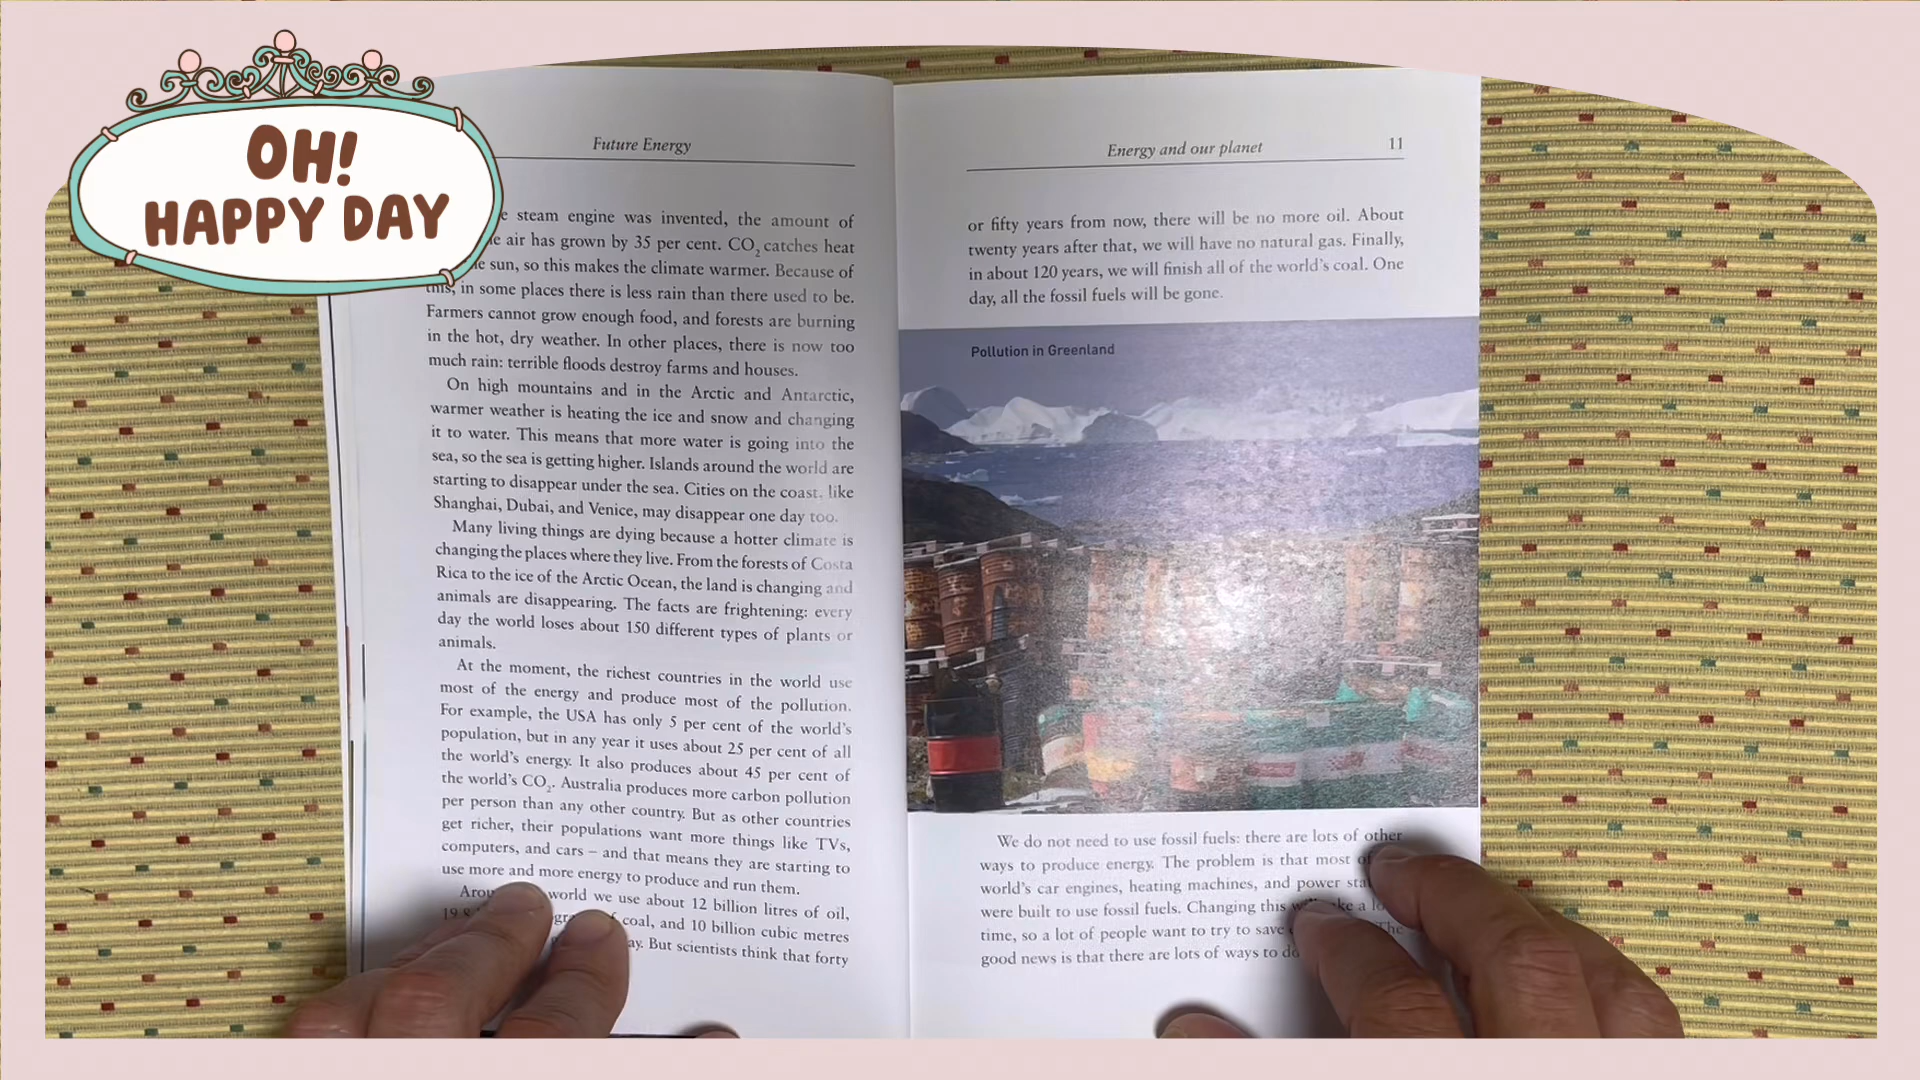 OH!
HAPPY DAY
Future Energy
steam engine was invented, the amount of
air has grown by 35 per cent. CO2 catches heat
sun, so this makes the climate warmer. Because of
this, in some places there is less rain than there used to be.
Farmers cannot grow enough food, and forests are burning
in the hot, dry weather. In other places, there is now too
much rain: terrible floods destroy farms and houses.
On high mountains and in the Arctic and Antarctic,
warmer weather is heating the ice and snow and changing
it to water. This means that more water is going into the
sea, so the sea is getting higher. Islands around the world are
starting to disappear under the sea. Cities on the coast, like
Shanghai, Dubai, and Venice, may disappear one day too.
Many living things are dying because a hotter climate is
changing the places where they live. From the forests of Costa
Rica to the ice of the Arctic Ocean, the land is changing and
animals are disappearing. The facts are frightening: every
day the world loses about 150 different types of plants or
animals.
At the moment, the richest countries in the world use
most of the energy and produce most of the pollution.
For example, the USA has only 5 per cent of the world's
population, but in any year it uses about 25 per cent of all
the world's energy. It also produces about 45 per cent of
the world's CO2. Australia produces more carbon pollution
per person than any other country. But as other countries
get richer, their populations want more things like TVs,
computers, and cars – and that means they are starting to
use more and more energy to produce and run them.
world we use about 12 billion litres of oil,
coal, and 10 billion cubic metres
But scientists think that forty
Energy and our planet 11
or fifty years from now, there will be no more oil. About
twenty years after that, we will have no natural gas. Finally,
in about 120 years, we will finish all of the world's coal. One
day, all the fossil fuels will be gone.
Pollution in Greenland
We do not need to use fossil fuels: there are lots of other
ways to produce energy. The problem is that most
world's car engines, heating machines, and power
were built to use fossil fuels. Changing this
time, so a lot of people want to try to save
good news is that there are lots of ways to